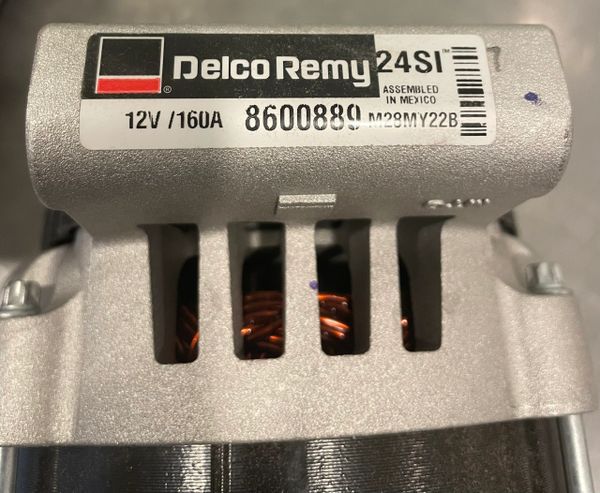 Delco Remy 24SI™
®
ASSEMBLED
IN MEXICO
12V /160A 8600889 M28MY22B